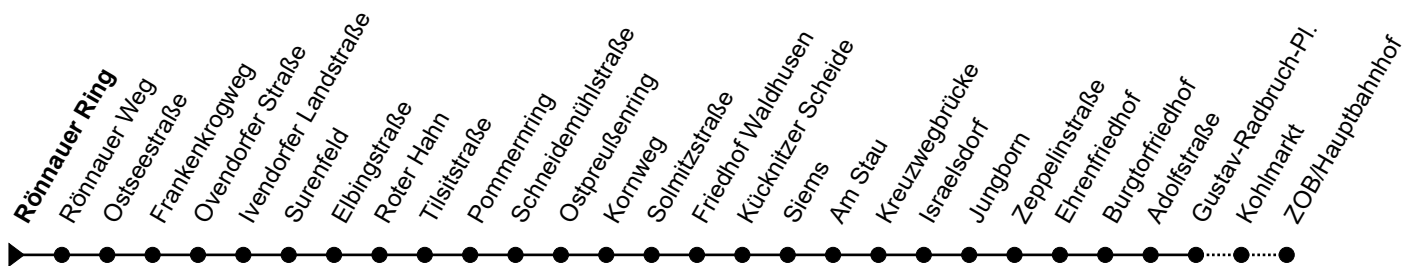 Rönnauer Ring
Rönnauer Weg
Ostseestraße
Frankenkrogweg
Ovendorfer Straße
Ivendorfer Landstraße
Surenfeld
Elbingstraße
Roter Hahn
Tilsitstraße
Pommernring
Schneidemühlstraße
Ostpreußenring
Kornweg
Solmitzstraße
Friedhof Waldhusen
Kücknitzer Scheide
Siems
Am Stau
Kreuzwegbrücke
Israelsdorf
Jungborn
Zeppelinstraße
Ehrenfriedhof
Burgtorfriedhof
Adolfstraße
Gustav-Radbruch-Pl.
Kohlmarkt
ZOB/Hauptbahnhof